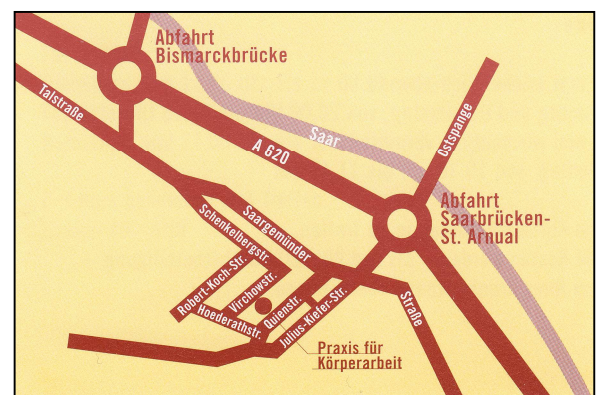 Abfahrt
Bismarckbrücke
Talstraße
A 620
Saar
Ostspange
Abfahrt
Saarbrücken-
St. Arnual
Schenkelbergstr.
Saargemünder
Straße
Robert-Koch-Str.
Virchowstr.
Hoederathstr.
Quienstr.
Julius-Kiefer-Str.
Praxis für
Körperarbeit